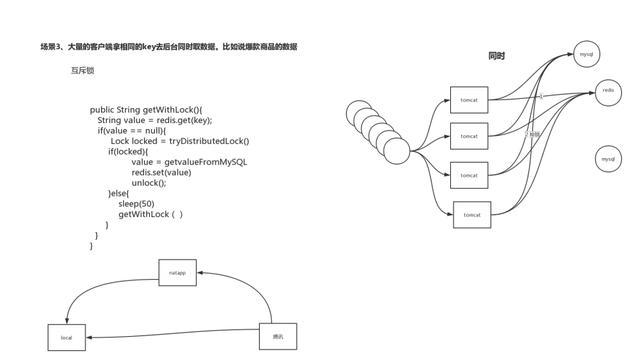 场景3、大量的客户端拿相同的key去后台同时取数据。比如说爆款商品的数据
互斥锁
public String getWithLock(){
String value = redis.get(key);
if(value == null){
Lock locked = tryDistributedLock()
if(locked){
value = getvalueFromMySQL
redis.set(value)
unlock();
}else{
sleep(50)
getWithLock ( )
}
}
}
同时
mysql
redis
mysql
tomcat
tomcat
tomcat
tomcat
natapp
local
腾讯